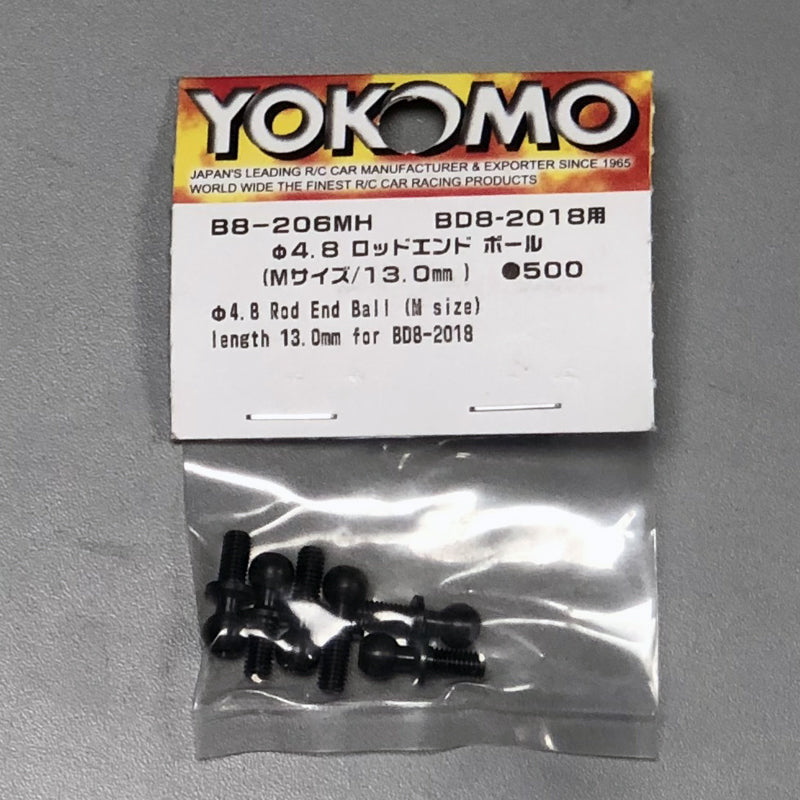 YOKOMO
JAPAN'S LEADING R/C CAR MANUFACTURER & EXPORTER SINCE 1965
WORLD WIDE THE FINEST R/C CAR RACING PRODUCTS
B8-206MH BD8-2018用
φ4.8 ロッドエンド ボール
(Mサイズ/13.0mm) ●500
Φ4.8 Rod End Ball (M size)
length 13.0mm for BD8-2018